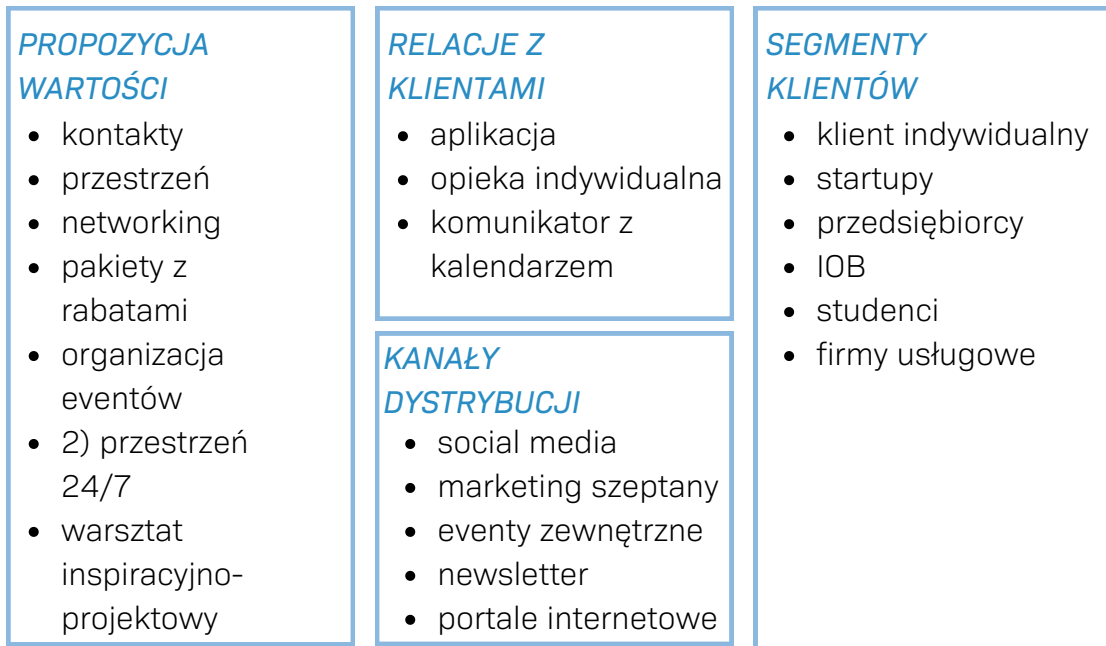 PROPOZYCJA
WARTOŚCI
• kontakty
• przestrzeń
• networking
• pakiety z
rabatami
• organizacja
eventów
• 2) przestrzeń
24/7
• warsztat
inspiracyjno-
projektowy
RELACJE Z
KLIENTAMI
• aplikacja
• opieka indywidualna
• komunikator z
kalendarzem
KANAŁY
DYSTRYBUCJI
• social media
• marketing szeptany
• eventy zewnętrzne
• newsletter
• portale internetowe
SEGMENTY
KLIENTÓW
• klient indywidualny
• startupy
• przedsiębiorcy
• IOB
• studenci
• firmy usługowe